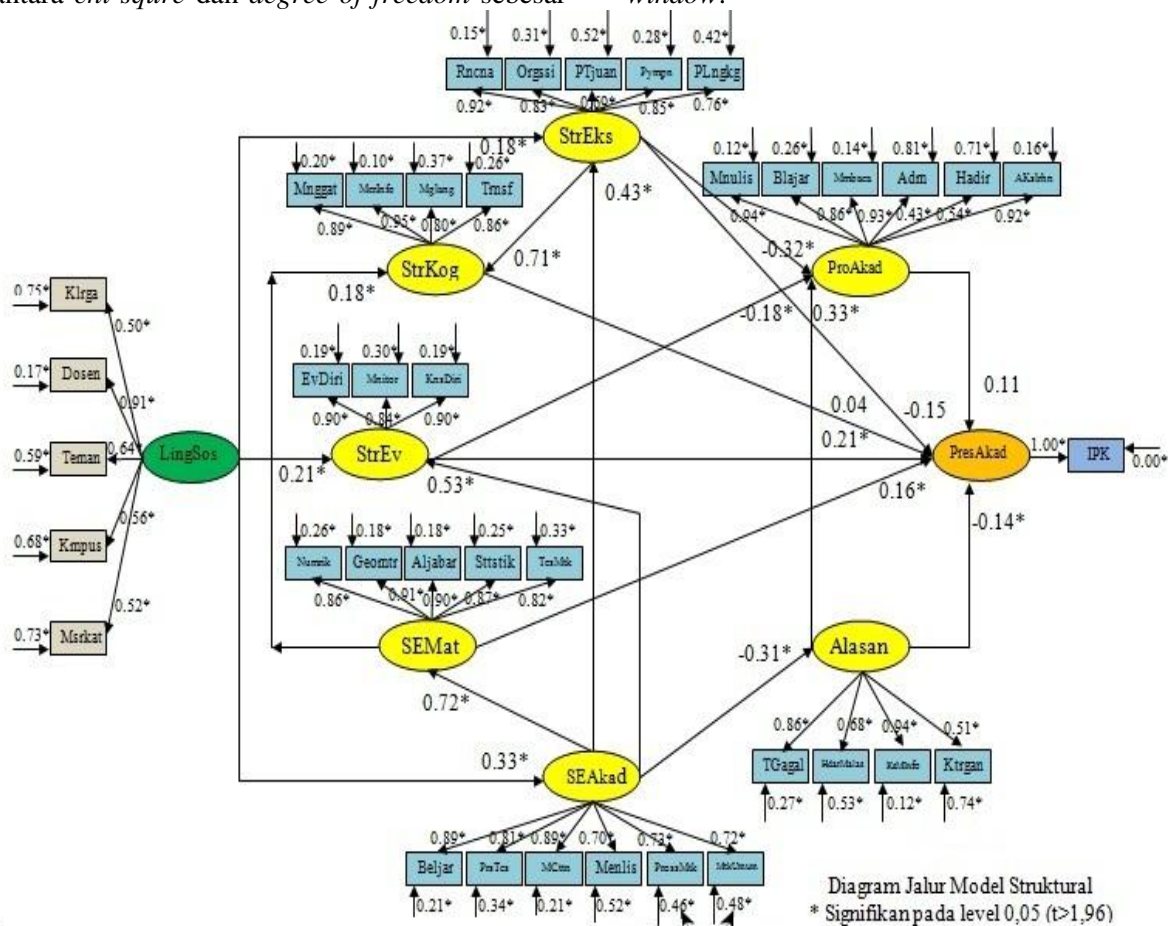 antara chi squre dan degree of freedom sebesar
window.
0.15* 0.31* 0.52* 0.28* 0.42*
Rncna Orgssi PTjuan PLngkg
0.92* 0.83* 0.85* 0.76*
StrEks
0.18*
0.20* 0.10* 0.37* 0.26*
Mnggat Mglang Trnsf
0.89* 0.95* 0.80* 0.86*
StrKog
0.43*
0.71*
0.18*
0.12* 0.26* 0.14* 0.81* 0.71* 0.16*
Mnulis Blajar Mmbaca Adm Hadir
0.94* 0.86* 0.93* 0.43* 0.54* 0.92*
-0.32*
ProAkad
-0.18* 0.33*
0.75* Klrga
0.50*
0.17* Dosen
0.91*
0.59* Teman
0.64*
0.68* Kmpus
0.56*
0.73* Msrkat
0.52*
LingSos
0.19* 0.30* 0.19*
EvDiri Mnitor
0.90* 0.84* 0.90*
StrEv
0.21* 0.53*
0.04 -0.15
0.21*
0.11
PresAkad
1.00* IPK
0.00*
0.16*
-0.14*
0.26* 0.18* 0.18* 0.25* 0.33*
Numrik Geomtr Aljabar Sttstik
0.86* 0.91* 0.90* 0.87* 0.82*
SEMat
0.72*
-0.31*
Alasan
0.86* 0.68* 0.94* 0.51*
TGagal Ktrgan
0.27* 0.53* 0.12* 0.74*
0.33*
SEAkad
0.89* 0.81* 0.89* 0.70* 0.73* 0.72*
Beljar Menlis
0.21* 0.34* 0.21* 0.52* 0.46* 0.48*
Diagram Jalur Model Struktural
* Signifikan pada level 0,05 (t>1,96)